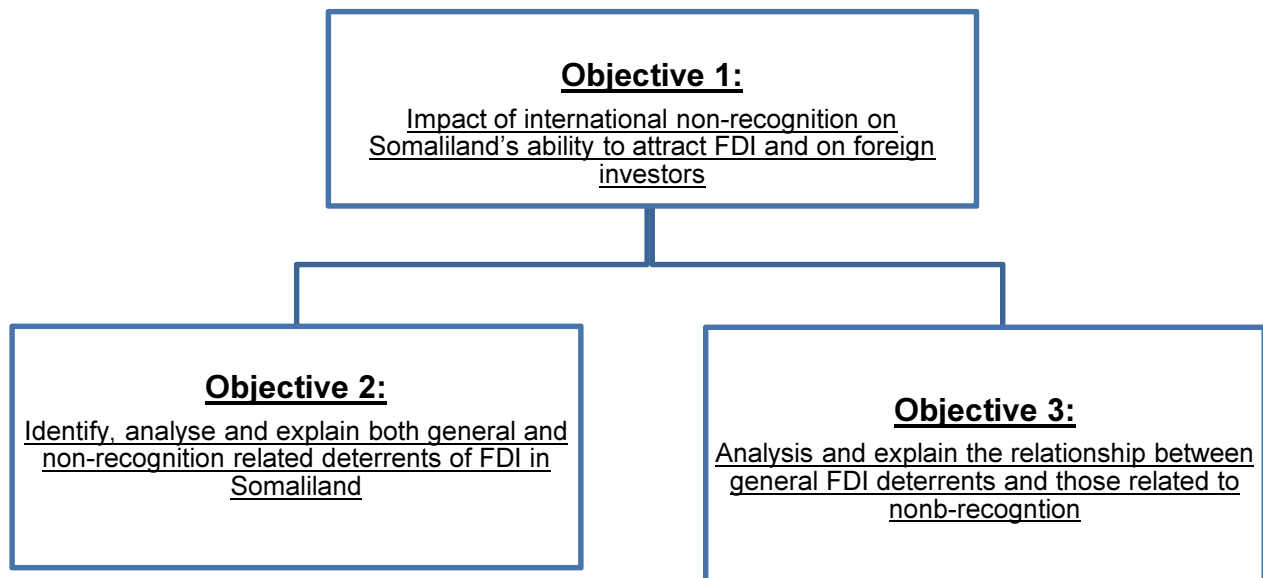 Objective 1:
Impact of international non-recognition on
Somaliland’s ability to attract FDI and on foreign
investors
Objective 2:
Identify, analyse and explain both general and
non-recognition related deterrents of FDI in
Somaliland
Objective 3:
Analysis and explain the relationship between
general FDI deterrents and those related to
nonb-recogntion